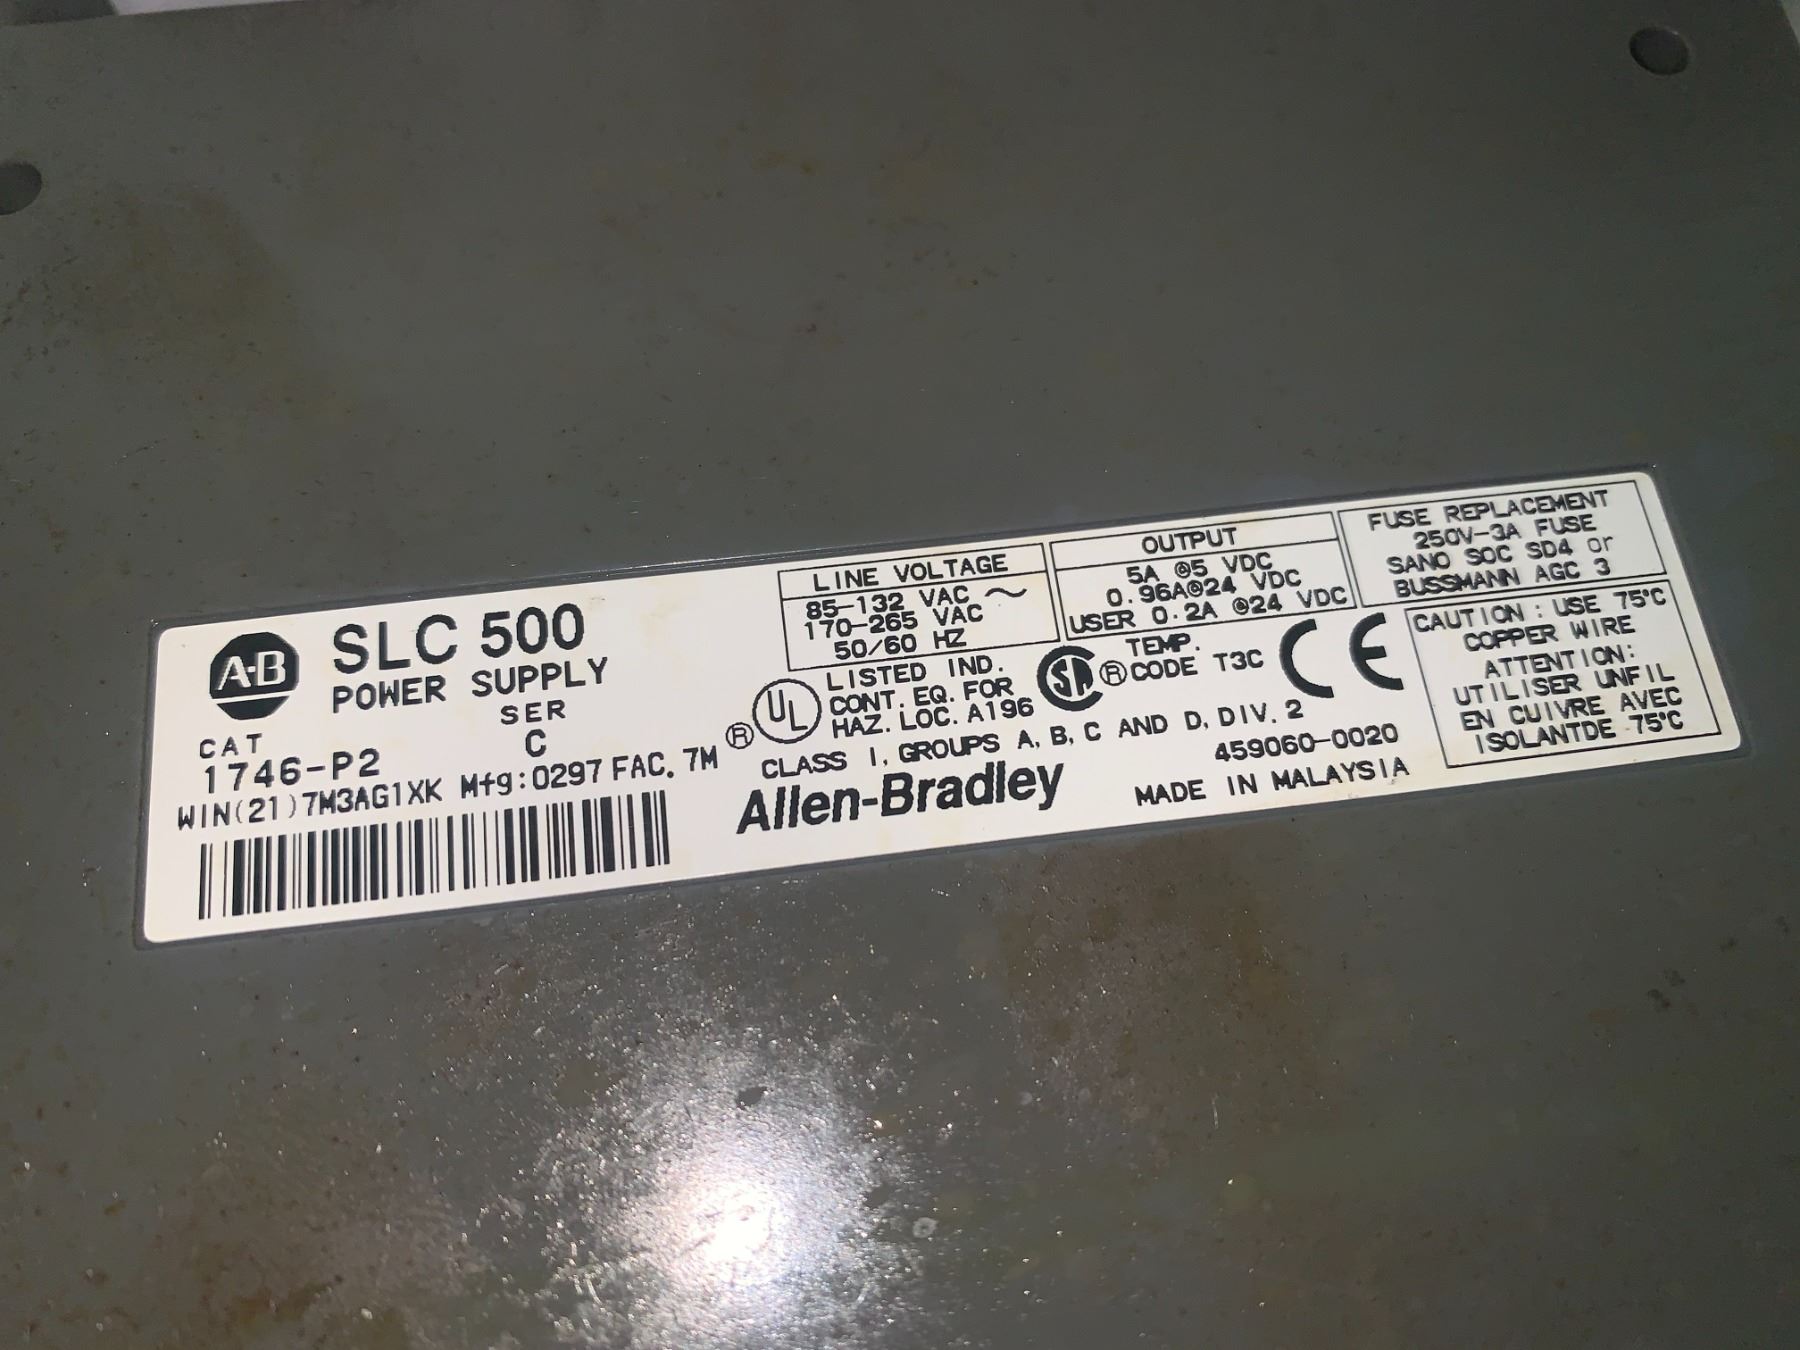 A-B
SLC 500
POWER SUPPLY
SER
C
CAT
1746-P2
WIN(21)7M3AG1XK Mfg:0297 FAC. 7M
LINE VOLTAGE
85-132 VAC ~
170-265 VAC
50/60 HZ
OUTPUT
5A @5 VDC
0.96A@24 VDC
USER 0.2A @24 VDC
FUSE REPLACEMENT
250V-3A FUSE
SANO SOC SD4 or
BUSSMANN AGC 3
® UL LISTED IND.
CONT. EQ. FOR
HAZ. LOC. A196
SA ® TEMP.
CODE T3C
CE
CLASS I, GROUPS A, B, C AND D, DIV. 2
Allen-Bradley
459060-0020
MADE IN MALAYSIA
CAUTION: USE 75°C
COPPER WIRE
ATTENTION:
UTILISER UNFIL
EN CUIVRE AVEC
ISOLANTDE 75°C